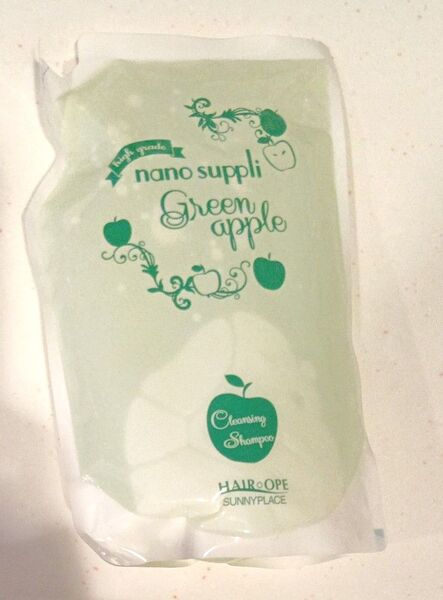 high grade
nano suppli
Green
apple
Cleansing
Shampoo
HAIR○OPE
SUNNYPLACE